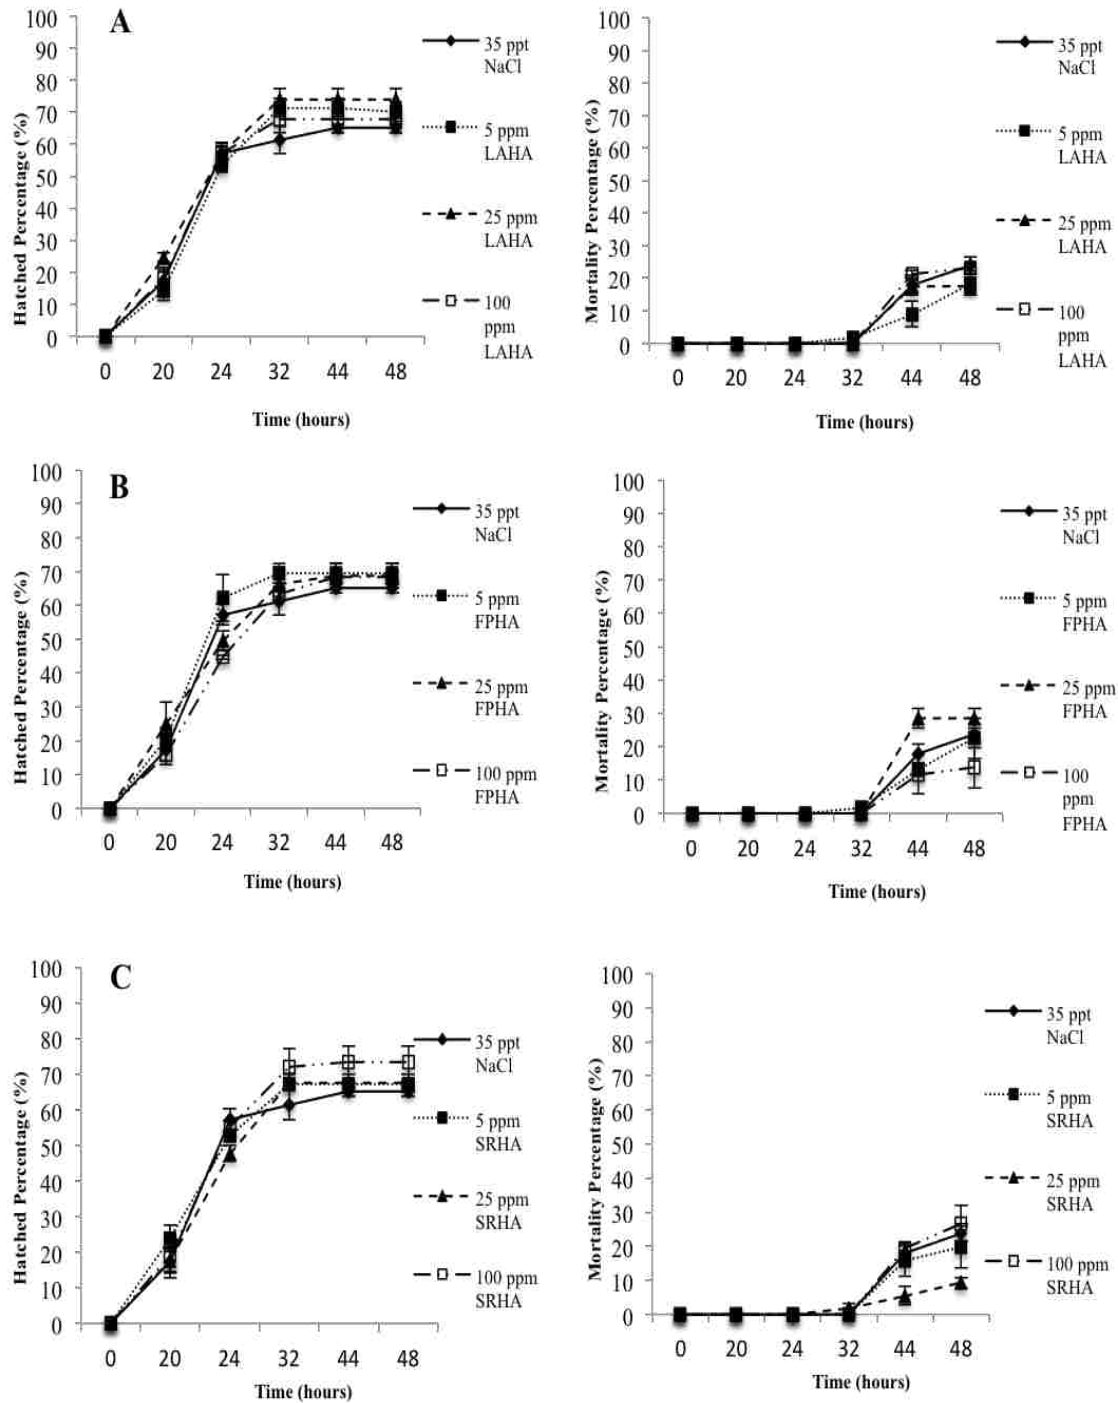 A
Hatched Percentage (%)
100
90
80
70
60
50
40
30
20
10
0
0 20 24 32 44 48
Time (hours)
35 ppt
NaCl
5 ppm
LAHA
25 ppm
LAHA
100
ppm
LAHA
Mortality Percentage (%)
100
90
80
70
60
50
40
30
20
10
0
0 20 24 32 44 48
Time (hours)
35 ppt
NaCl
5 ppm
LAHA
25 ppm
LAHA
100
ppm
LAHA
B
Hatched Percentage (%)
100
90
80
70
60
50
40
30
20
10
0
0 20 24 32 44 48
Time (hours)
35 ppt
NaCl
5 ppm
FPHA
25 ppm
FPHA
100 ppm
FPHA
Mortality Percentage (%)
100
90
80
70
60
50
40
30
20
10
0
0 20 24 32 44 48
Time (hours)
35 ppt
NaCl
5 ppm
FPHA
25 ppm
FPHA
100
ppm
FPHA
C
Hatched Percentage (%)
100
90
80
70
60
50
40
30
20
10
0
0 20 24 32 44 48
Time (hours)
35 ppt
NaCl
5 ppm
SRHA
25 ppm
SRHA
100 ppm
SRHA
Mortality Percentage (%)
100
90
80
70
60
50
40
30
20
10
0
0 20 24 32 44 48
Time (hours)
35 ppt
NaCl
5 ppm
SRHA
25 ppm
SRHA
100 ppm
SRHA